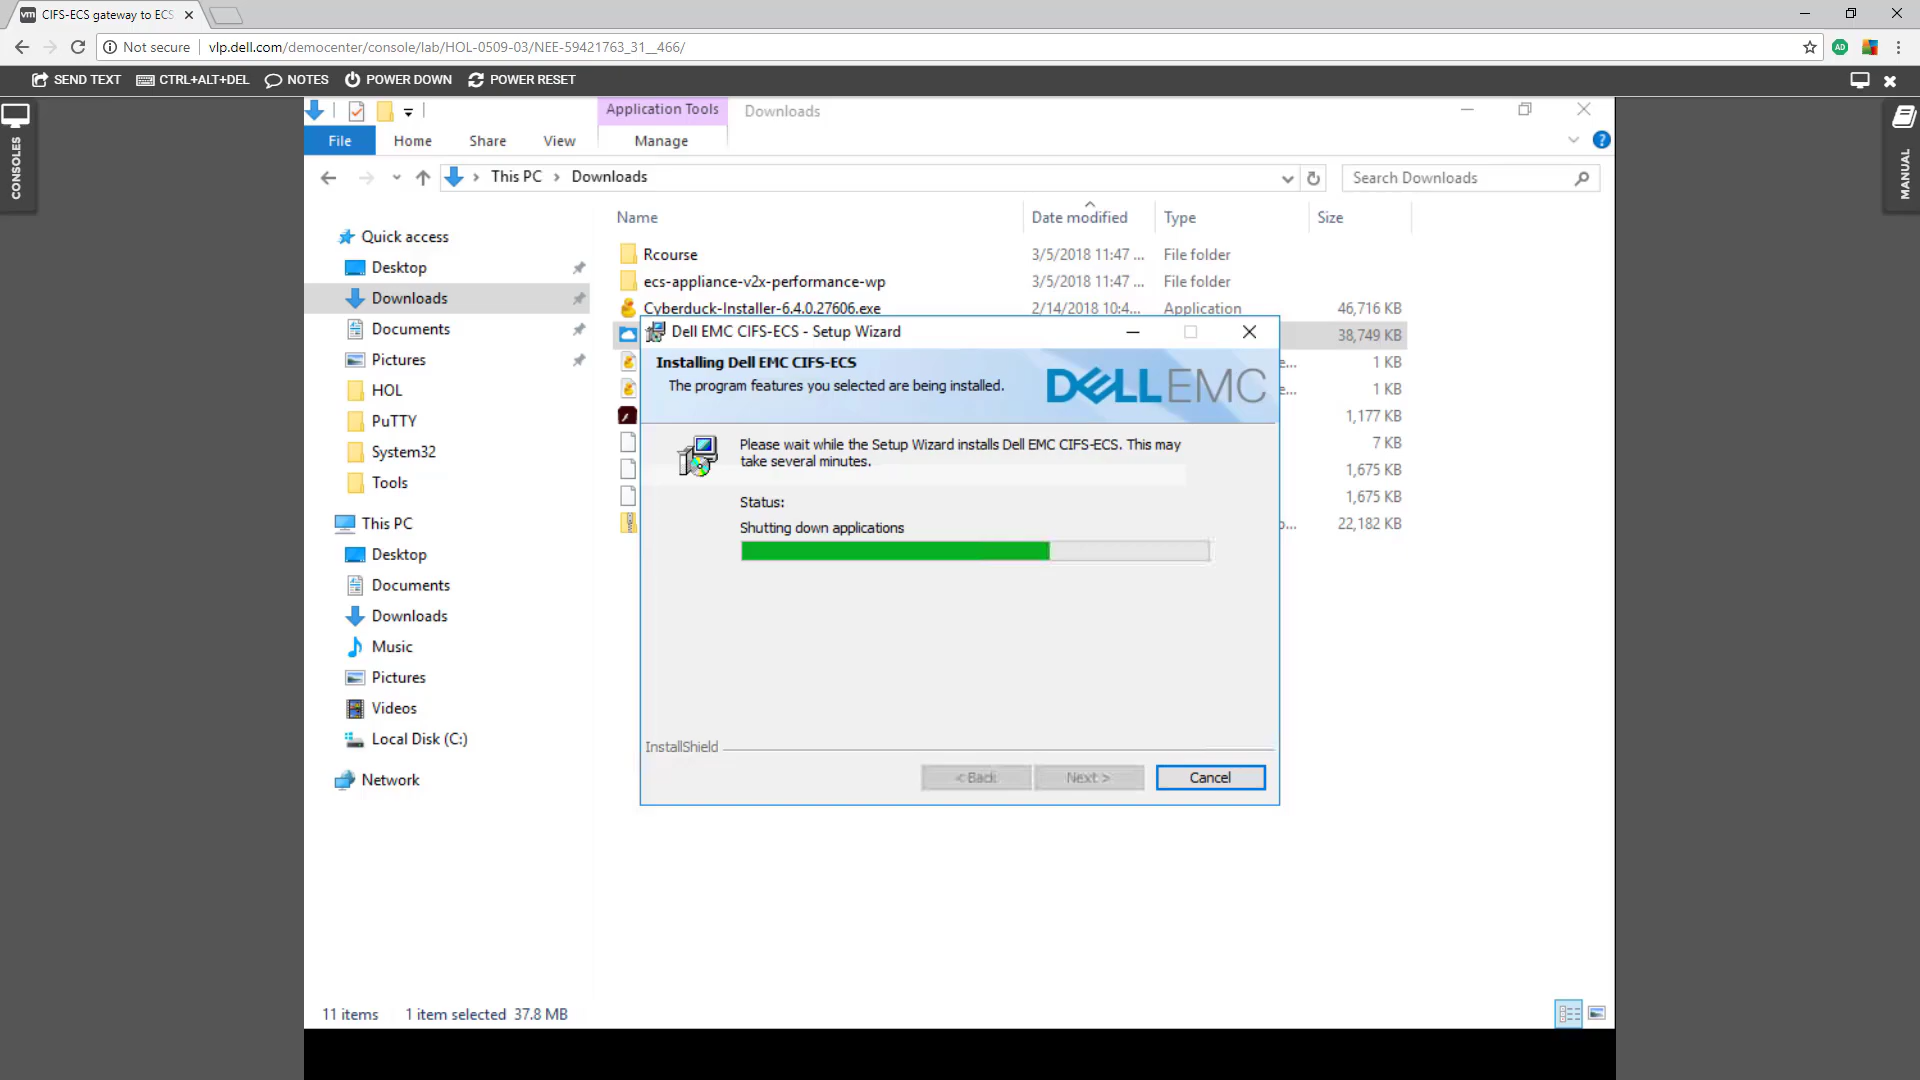 CIFS-ECS gateway to ECS
Not secure
vlp.dell.com/democenter/console/lab/HOL-0509-03/NEE-59421763_31__466/
SEND TEXT
CTRL+ALT+DEL
NOTES
POWER DOWN
POWER RESET
CONSOLES
MANUAL
Application Tools
Downloads
File
Home
Share
View
Manage
This PC > Downloads
Search Downloads
Name
Date modified
Type
Size
Quick access
Desktop
Downloads
Documents
Pictures
HOL
PuTTY
System32
Tools
This PC
Desktop
Documents
Downloads
Music
Pictures
Videos
Local Disk (C:)
Network
Rcourse 3/5/2018 11:47 ... File folder
ecs-appliance-v2x-performance-wp 3/5/2018 11:47 ... File folder
Cyberduck-Installer-6.4.0.27606.exe 2/14/2018 10:4... Application 46,716 KB
38,749 KB
e... 1 KB
e... 1 KB
1,177 KB
7 KB
1,675 KB
1,675 KB
o... 22,182 KB
Dell EMC CIFS-ECS - Setup Wizard
Installing Dell EMC CIFS-ECS
The program features you selected are being installed.
DELL EMC
Please wait while the Setup Wizard installs Dell EMC CIFS-ECS. This may
take several minutes.
Status:
Shutting down applications
InstallShield
< Back
Next >
Cancel
11 items
1 item selected 37.8 MB